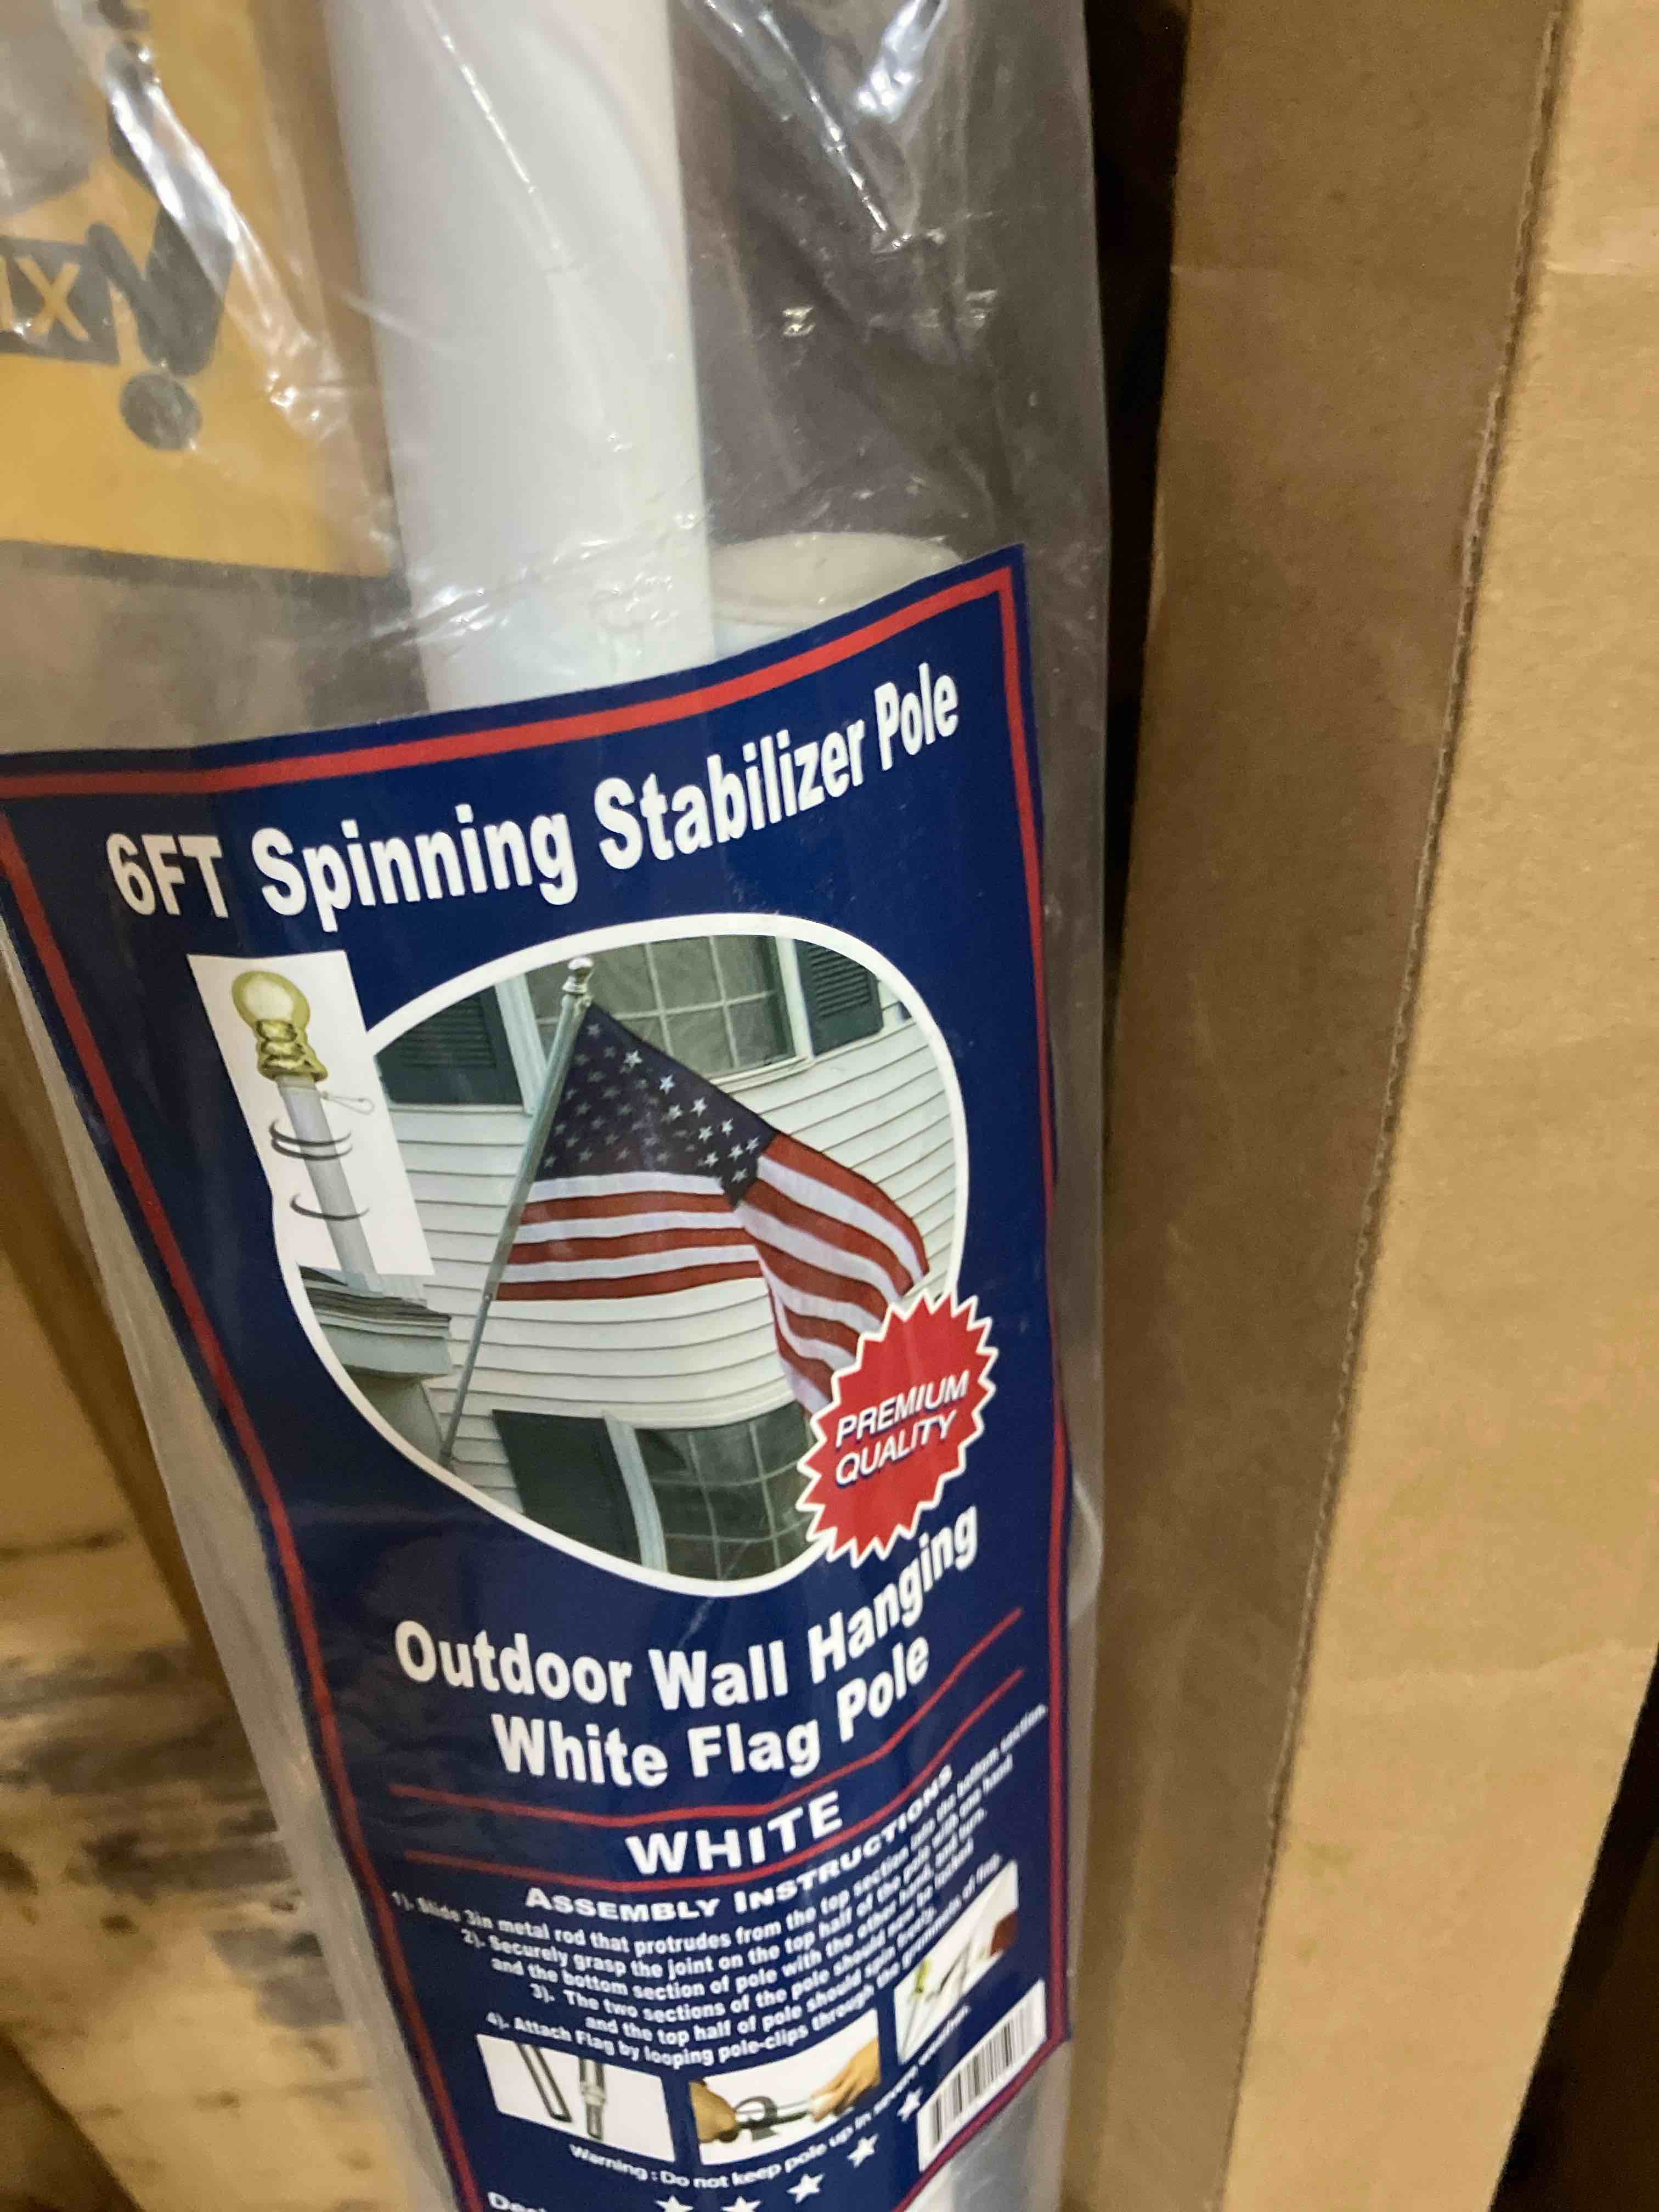 6FT Spinning Stabilizer Pole
PREMIUM
QUALITY
Outdoor Wall Hanging
White Flag Pole
WHITE
ASSEMBLY INSTRUCTIONS
1). Slide 3in metal rod that protrudes from the top section into the bottom section.
2). Securely grasp the joint on the top half of the pole with one hand
and the bottom section of pole with the other hand, and turn.
3). The two sections of the pole should now be locked
and the top half of pole should spin freely.
4). Attach Flag by looping pole-clips through the grommets of
Warning : Do not keep pole up in